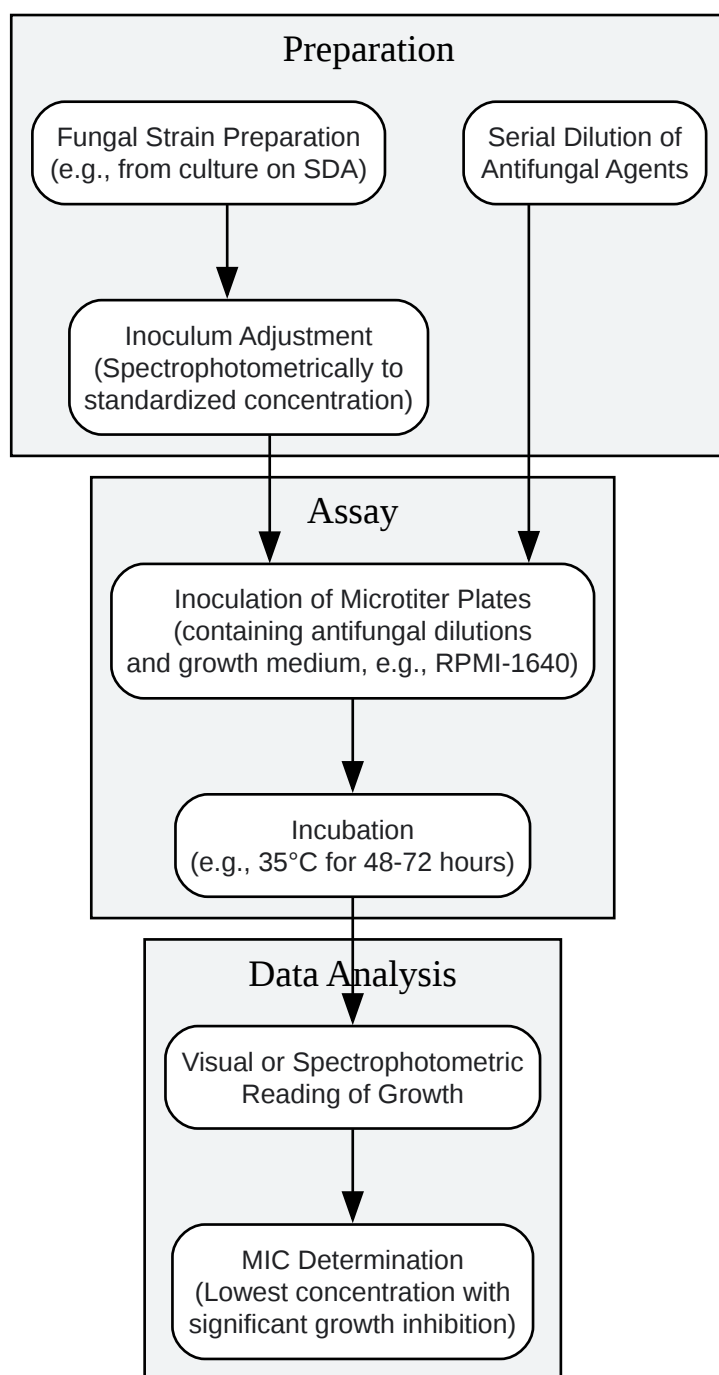 Preparation
Fungal Strain Preparation
(e.g., from culture on SDA)
Serial Dilution of
Antifungal Agents
Inoculum Adjustment
(Spectrophotometrically to
standardized concentration)
Assay
Inoculation of Microtiter Plates
(containing antifungal dilutions
and growth medium, e.g., RPMI-1640)
Incubation
(e.g., 35°C for 48-72 hours)
Data Analysis
Visual or Spectrophotometric
Reading of Growth
MIC Determination
(Lowest concentration with
significant growth inhibition)